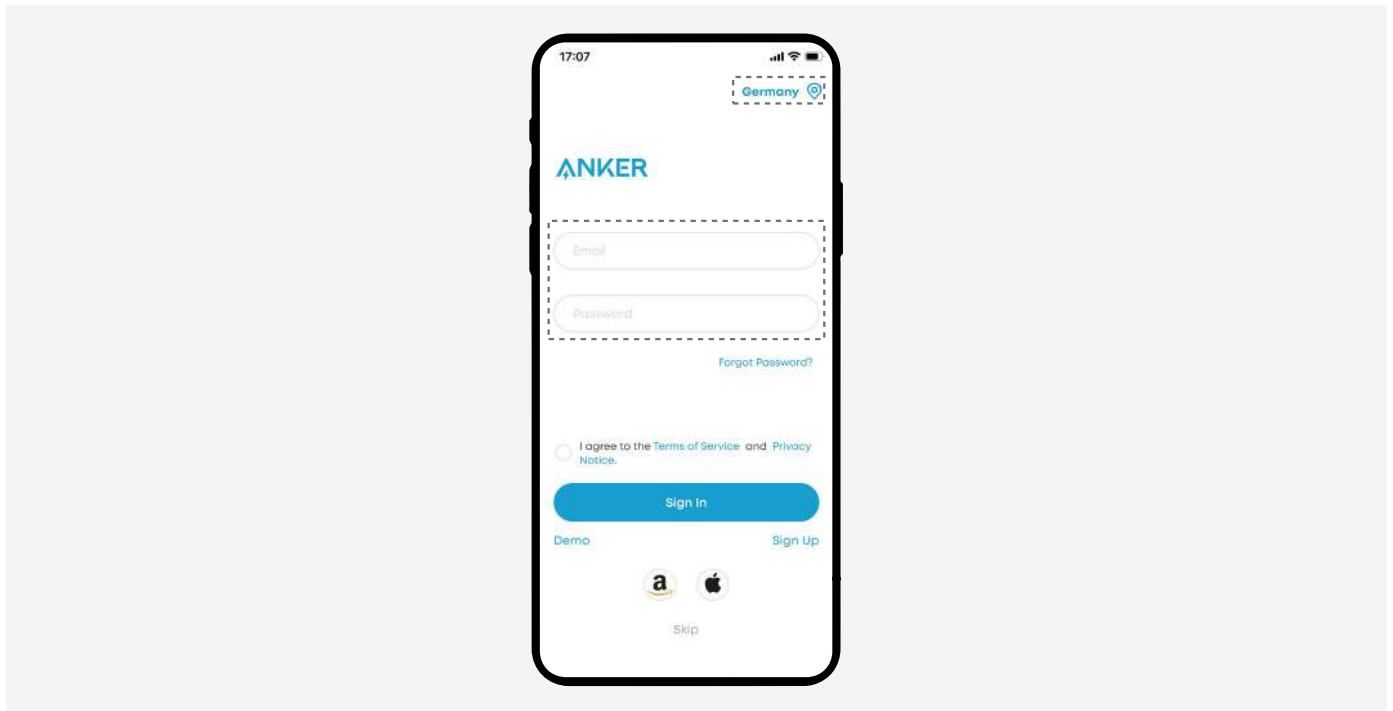 17:07
Germany
ANKER
Email
Password
Forgot Password?
I agree to the Terms of Service and Privacy
Notice.
Sign In
Demo
Sign Up
a
Skip